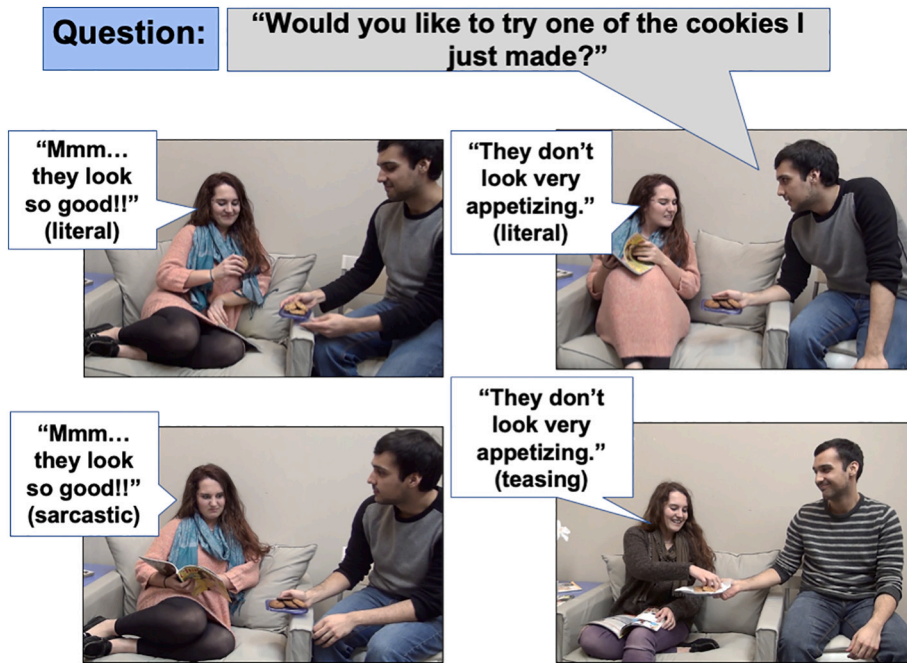 Question:
“Would you like to try one of the cookies I
just made?”
“Mmm…
they look
so good!!”
(literal)
“They don’t
look very
appetizing.”
(literal)
“Mmm…
they look
so good!!”
(sarcastic)
“They don’t
look very
appetizing.”
(teasing)